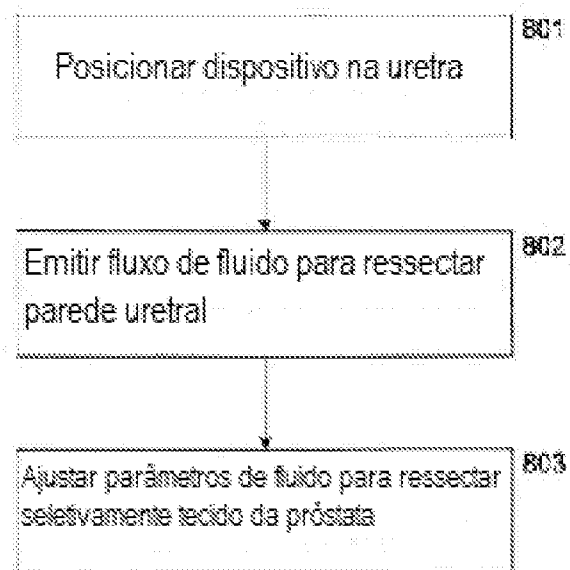 801
Posicionar dispositivo na uretra
802
Emitir fluxo de fluido para ressectar
parede uretral
803
Ajustar parâmetros de fluido para ressectar
seletivamente tecido da próstata